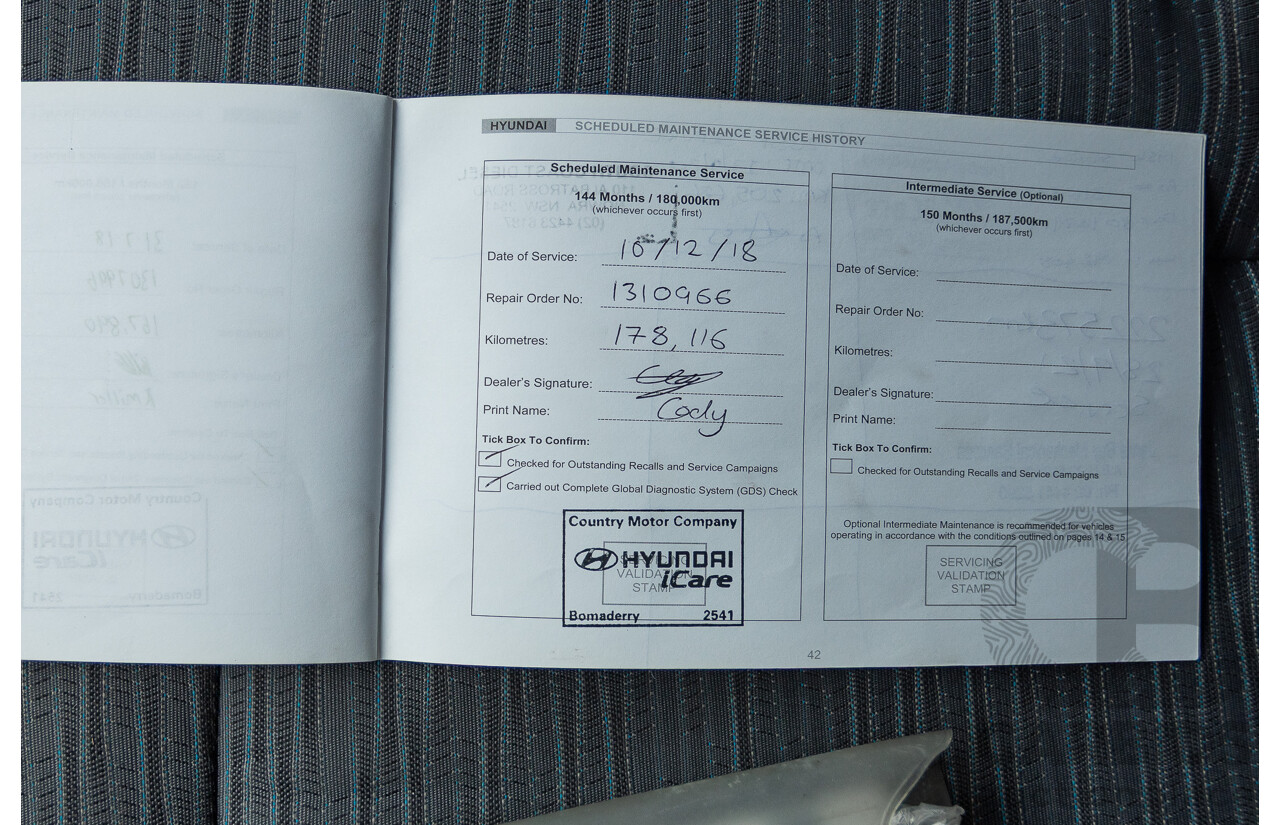 HYUNDAI SCHEDULED MAINTENANCE SERVICE HISTORY
Scheduled Maintenance Service
144 Months / 180,000km
(whichever occurs first)
Date of Service: 10/12/18
Repair Order No: 1310966
Kilometres: 178,116
Dealer's Signature:
Print Name: Cody
Tick Box To Confirm:
Checked for Outstanding Recalls and Service Campaigns
Carried out Complete Global Diagnostic System (GDS) Check
Country Motor Company
HYUNDAI
iCare
SERVICING
VALIDATION
STAMP
Bomaderry 2541
Intermediate Service (Optional)
150 Months / 187,500km
(whichever occurs first)
Date of Service:
Repair Order No:
Kilometres:
Dealer's Signature:
Print Name:
Tick Box To Confirm:
Checked for Outstanding Recalls and Service Campaigns
Optional Intermediate Maintenance is recommended for vehicles
operating in accordance with the conditions outlined on pages 14 & 15
SERVICING
VALIDATION
STAMP
42